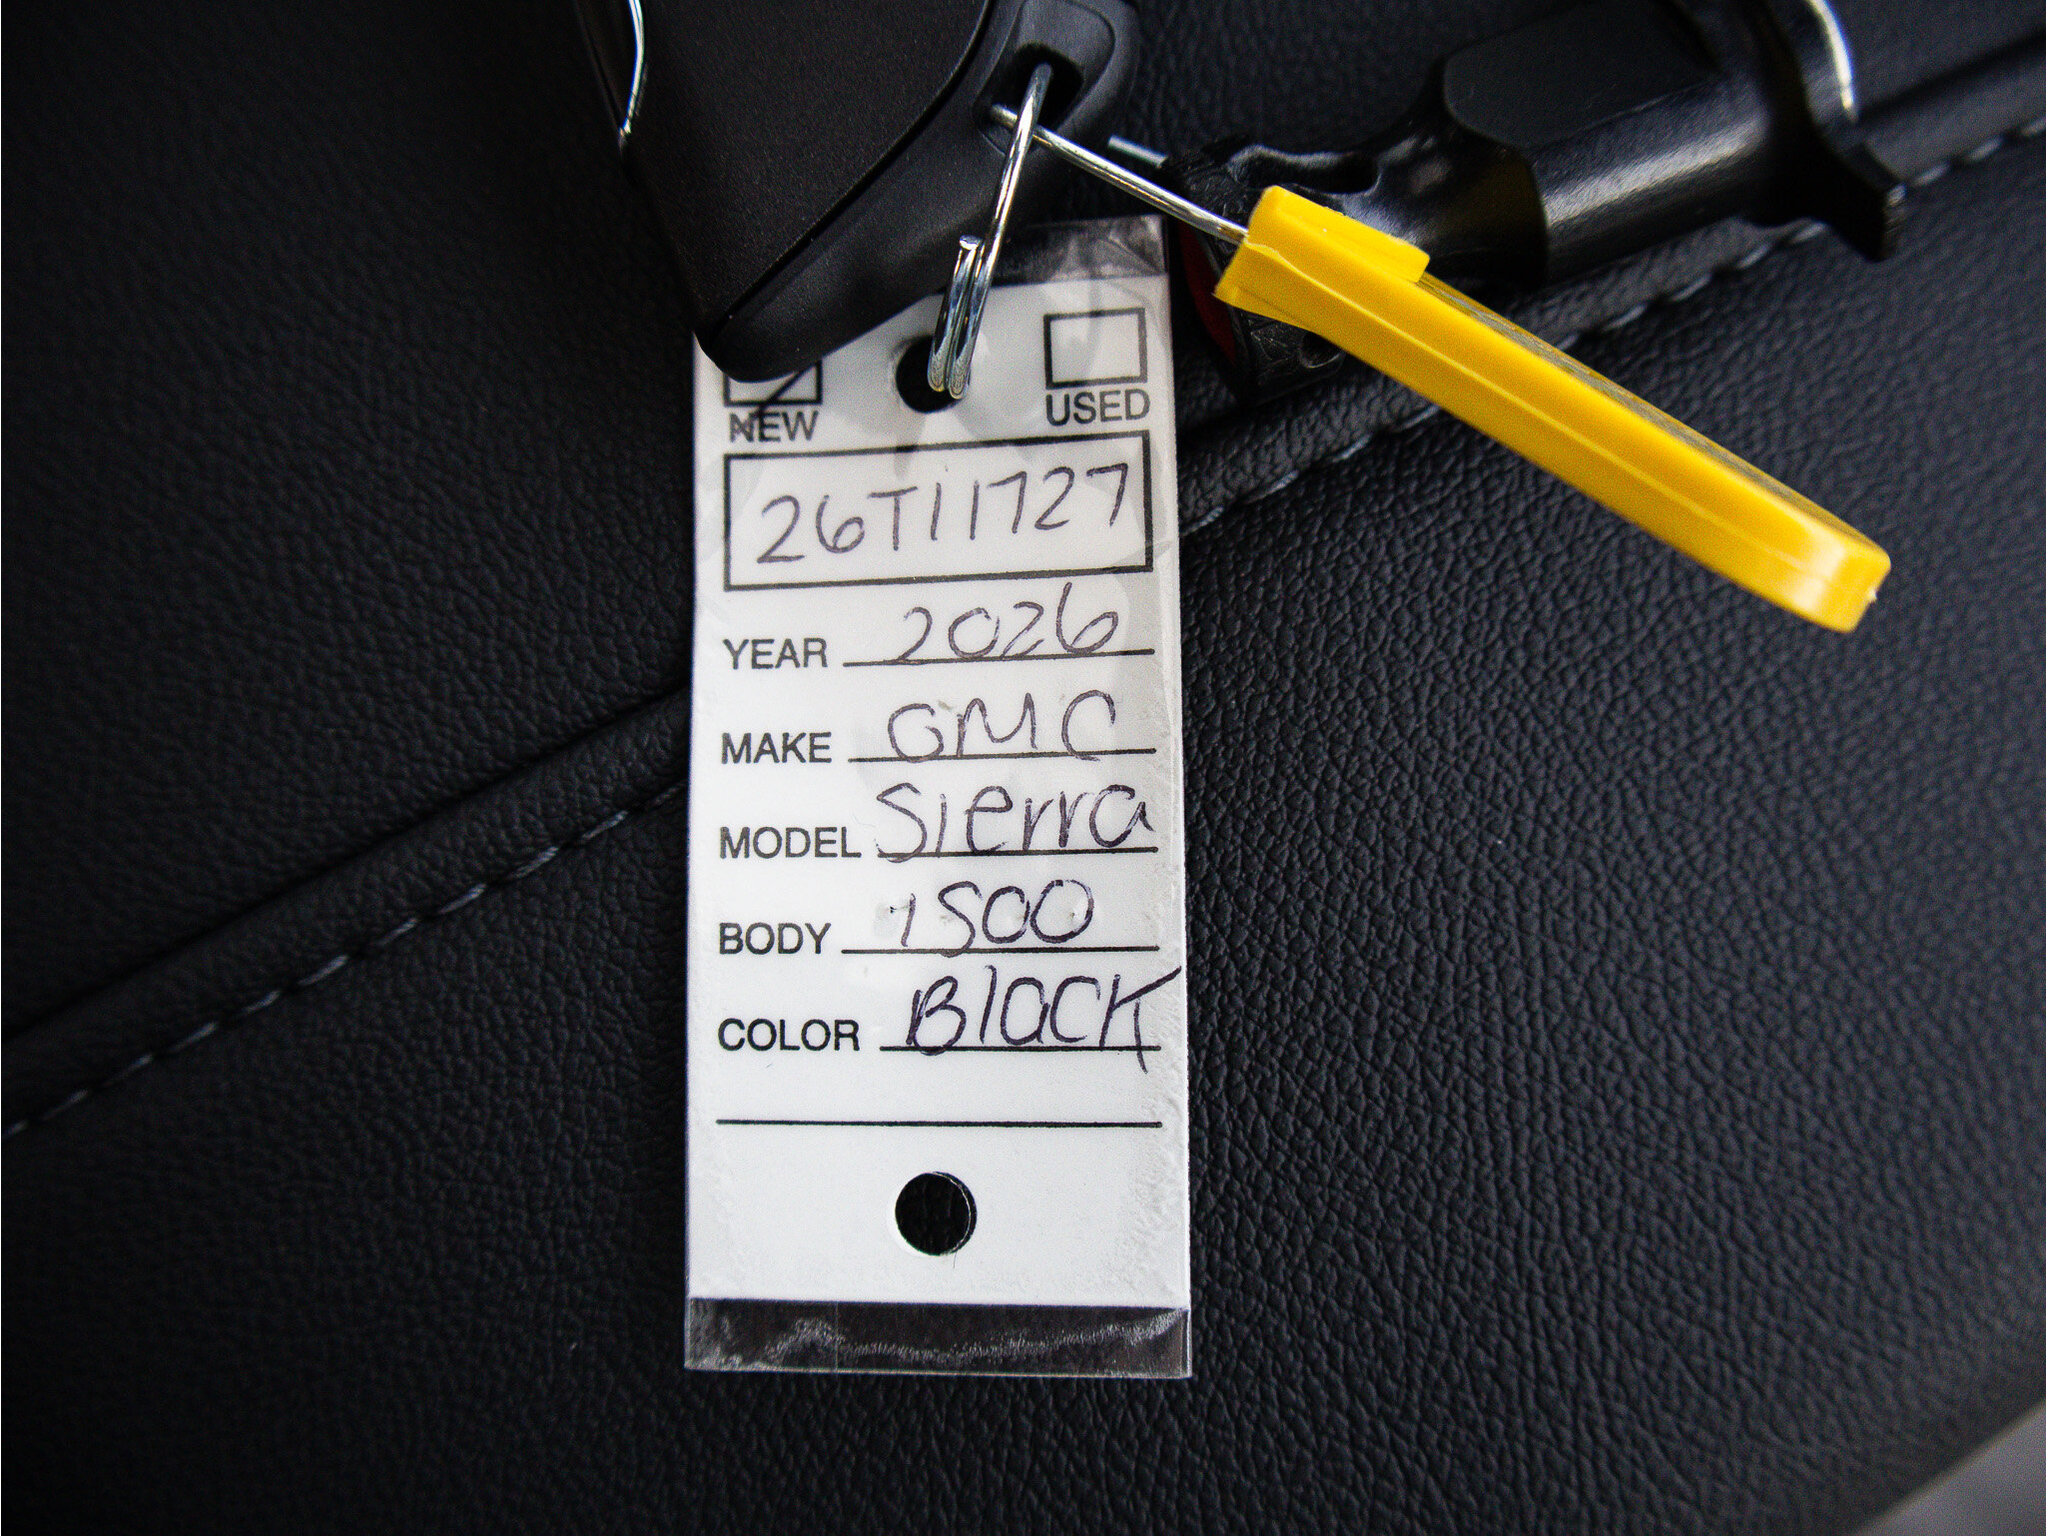 NEW USED
26T11727
YEAR 2026
MAKE GMC
MODEL Sierra
BODY 1500
COLOR Black